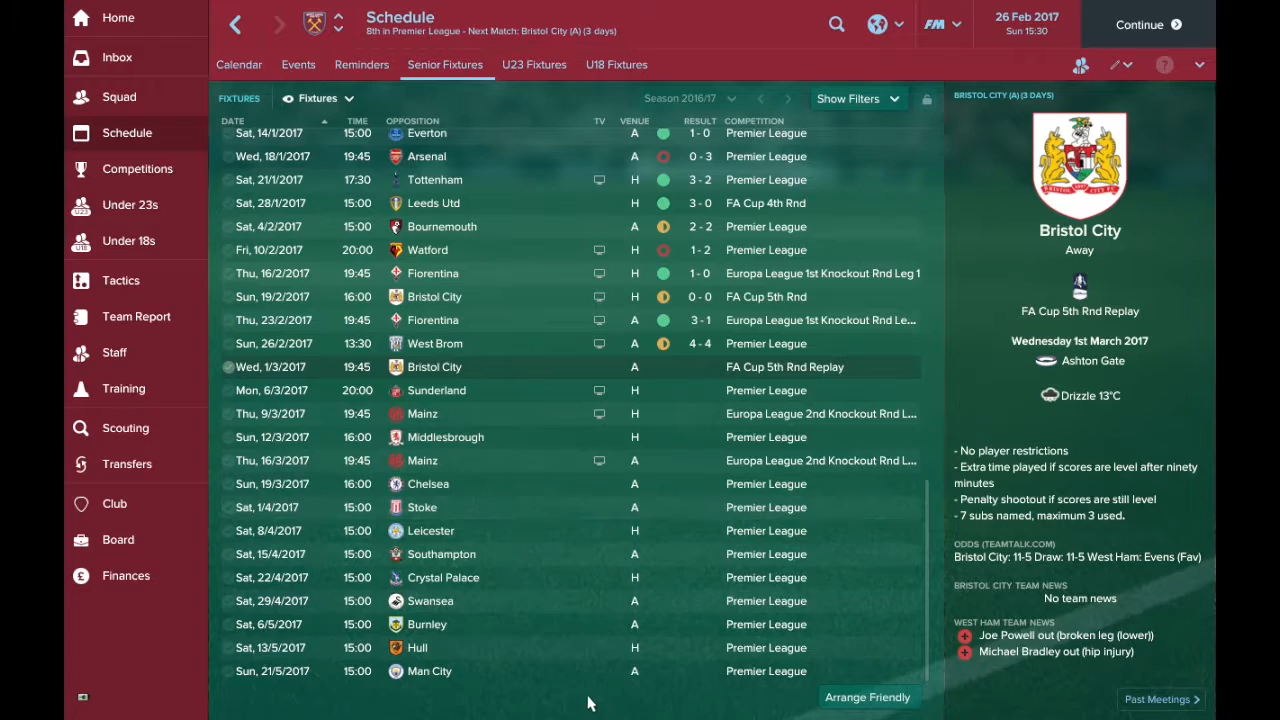 Home
Inbox
Squad
Schedule
Competitions
Under 23s
Under 18s
Tactics
Team Report
Staff
Training
Scouting
Transfers
Club
Board
Finances
Schedule
8th in Premier League - Next Match: Bristol City (A) (3 days)
FM
26 Feb 2017
Sun 15:30
Continue
Calendar Events Reminders Senior Fixtures U23 Fixtures U18 Fixtures
FIXTURES Fixtures Season 2016/17 Show Filters
DATE TIME OPPOSITION TV VENUE RESULT COMPETITION
Sat, 14/1/2017 15:00 Everton A 1 - 0 Premier League
Wed, 18/1/2017 19:45 Arsenal A 0 - 3 Premier League
Sat, 21/1/2017 17:30 Tottenham H 3 - 2 Premier League
Sat, 28/1/2017 15:00 Leeds Utd H 3 - 0 FA Cup 4th Rnd
Sat, 4/2/2017 15:00 Bournemouth A 2 - 2 Premier League
Fri, 10/2/2017 20:00 Watford H 1 - 2 Premier League
Thu, 16/2/2017 19:45 Fiorentina H 1 - 0 Europa League 1st Knockout Rnd Leg 1
Sun, 19/2/2017 16:00 Bristol City H 0 - 0 FA Cup 5th Rnd
Thu, 23/2/2017 19:45 Fiorentina A 3 - 1 Europa League 1st Knockout Rnd Le...
Sun, 26/2/2017 13:30 West Brom A 4 - 4 Premier League
Wed, 1/3/2017 19:45 Bristol City A FA Cup 5th Rnd Replay
Mon, 6/3/2017 20:00 Sunderland H Premier League
Thu, 9/3/2017 19:45 Mainz H Europa League 2nd Knockout Rnd L...
Sun, 12/3/2017 16:00 Middlesbrough H Premier League
Thu, 16/3/2017 19:45 Mainz A Europa League 2nd Knockout Rnd L...
Sun, 19/3/2017 16:00 Chelsea A Premier League
Sat, 1/4/2017 15:00 Stoke A Premier League
Sat, 8/4/2017 15:00 Leicester H Premier League
Sat, 15/4/2017 15:00 Southampton A Premier League
Sat, 22/4/2017 15:00 Crystal Palace H Premier League
Sat, 29/4/2017 15:00 Swansea A Premier League
Sat, 6/5/2017 15:00 Burnley A Premier League
Sat, 13/5/2017 15:00 Hull H Premier League
Sun, 21/5/2017 15:00 Man City A Premier League
Arrange Friendly
BRISTOL CITY (A) (3 DAYS)
Bristol City
Away
FA Cup 5th Rnd Replay
Wednesday 1st March 2017
Ashton Gate
Drizzle 13°C
- No player restrictions
- Extra time played if scores are level after ninety
minutes
- Penalty shootout if scores are still level
- 7 subs named, maximum 3 used.
ODDS (TEAMTALK.COM)
Bristol City: 11-5 Draw: 11-5 West Ham: Evens (Fav)
BRISTOL CITY TEAM NEWS
No team news
WEST HAM TEAM NEWS
Joe Powell out (broken leg (lower))
Michael Bradley out (hip injury)
Past Meetings